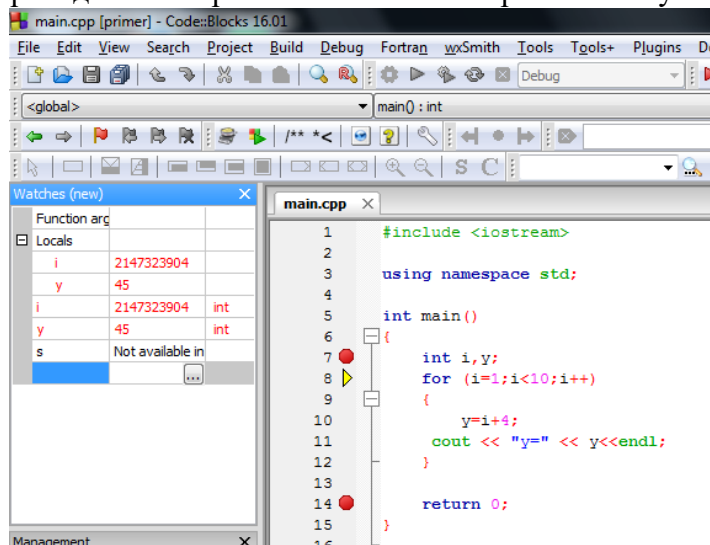 main.cpp [primer] - Code::Blocks 16.01
File Edit View Search Project Build Debug Fortran wxSmith Tools Tools+ Plugins
Debug
<global> main() : int
/** *<
S C
Watches (new)
main.cpp
Function arg
Locals
i 2147323904
y 45
i 2147323904 int
y 45 int
s Not available in
...
1 #include <iostream>
2
3 using namespace std;
4
5 int main()
6 {
7 int i,y;
8 for (i=1;i<10;i++)
9 {
10 y=i+4;
11 cout << "y=" << y<<endl;
12 }
13
14 return 0;
15 }
Management